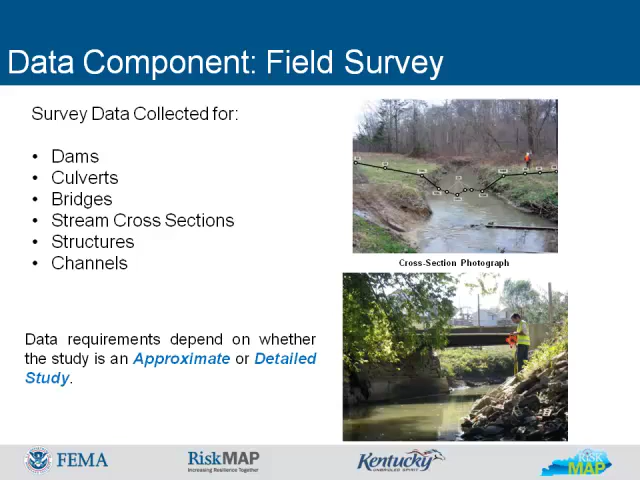 Data Component: Field Survey
Survey Data Collected for:
• Dams
• Culverts
• Bridges
• Stream Cross Sections
• Structures
• Channels
Cross-Section Photograph
Data requirements depend on whether
the study is an Approximate or Detailed
Study.
FEMA
RiskMAP
Increasing Resilience Together
Kentucky
UNBRIDLED SPIRIT
RISK
MAP